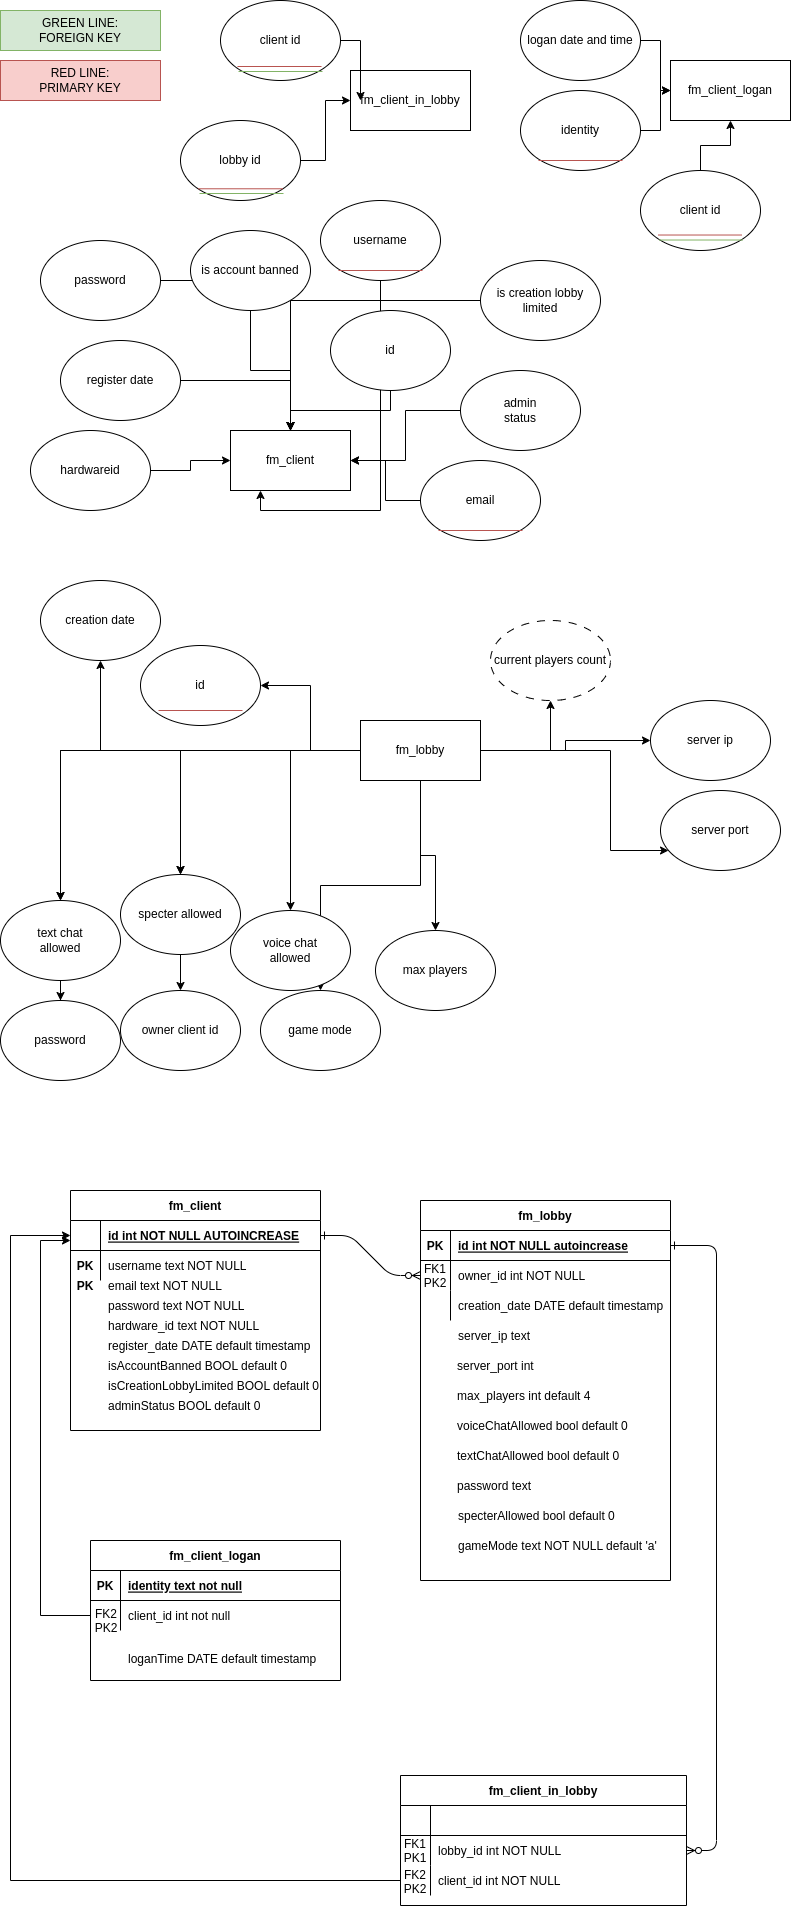 GREEN LINE:
FOREIGN KEY
RED LINE:
PRIMARY KEY
client id
fm_client_in_lobby
lobby id
logan date and time
identity
fm_client_logan
client id
username
is account banned
password
is creation lobby
limited
id
register date
admin
status
fm_client
hardwareid
email
creation date
id
current players count
fm_lobby
server ip
server port
text chat
allowed
specter allowed
voice chat
allowed
max players
password
owner client id
game mode
fm_client
id int NOT NULL AUTOINCREASE
PK username text NOT NULL
PK email text NOT NULL
password text NOT NULL
hardware_id text NOT NULL
register_date DATE default timestamp
isAccountBanned BOOL default 0
isCreationLobbyLimited BOOL default 0
adminStatus BOOL default 0
fm_lobby
PK id int NOT NULL autoincrease
FK1
PK2
owner_id int NOT NULL
creation_date DATE default timestamp
server_ip text
server_port int
max_players int default 4
voiceChatAllowed bool default 0
textChatAllowed bool default 0
password text
specterAllowed bool default 0
gameMode text NOT NULL default 'a'
fm_client_logan
PK identity text not null
FK2
PK2
client_id int not null
loganTime DATE default timestamp
fm_client_in_lobby
FK1
PK1
lobby_id int NOT NULL
FK2
PK2
client_id int NOT NULL